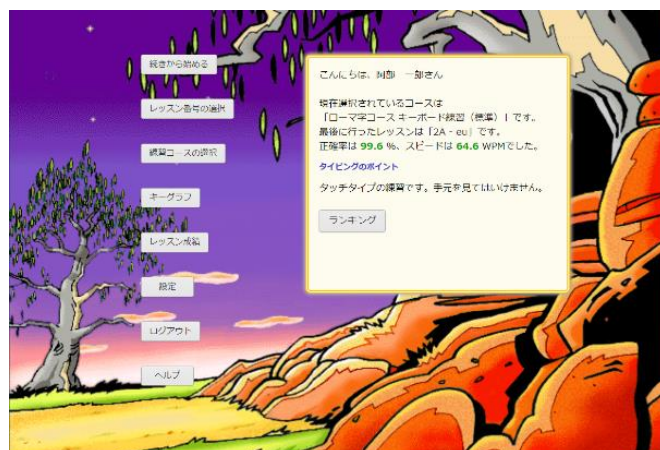 続きから始める
レッスン番号の選択
練習コースの選択
キーグラフ
レッスン成績
設定
ログアウト
ヘルプ
こんにちは、阿部 一郎さん
現在選択されているコースは
「ローマ字コース キーボード練習（標準）」です。
最後に行ったレッスンは「2A - eu」です。
正確率は 99.6 %、スピードは 64.6 WPMでした。
タイピングのポイント
タッチタイプの練習です。手元を見てはいけません。
ランキング